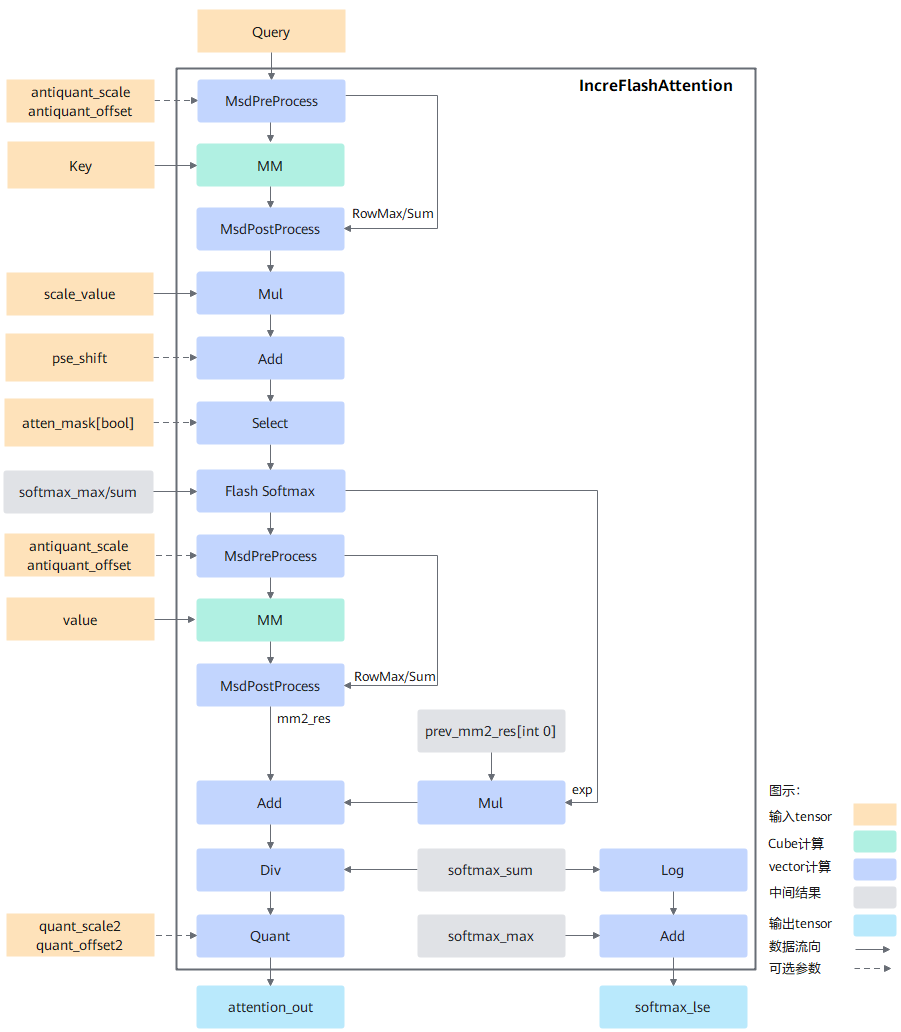 Query
IncreFlashAttention
antiquant_scale
antiquant_offset
MsdPreProcess
Key
MM
RowMax/Sum
MsdPostProcess
scale_value
Mul
pse_shift
Add
atten_mask[bool]
Select
softmax_max/sum
Flash Softmax
antiquant_scale
antiquant_offset
MsdPreProcess
value
MM
RowMax/Sum
MsdPostProcess
mm2_res
prev_mm2_res[int 0]
exp
Add
Mul
Div
softmax_sum
Log
quant_scale2
quant_offset2
Quant
softmax_max
Add
attention_out
softmax_lse
图示：
输入tensor
Cube计算
vector计算
中间结果
输出tensor
数据流向
可选参数